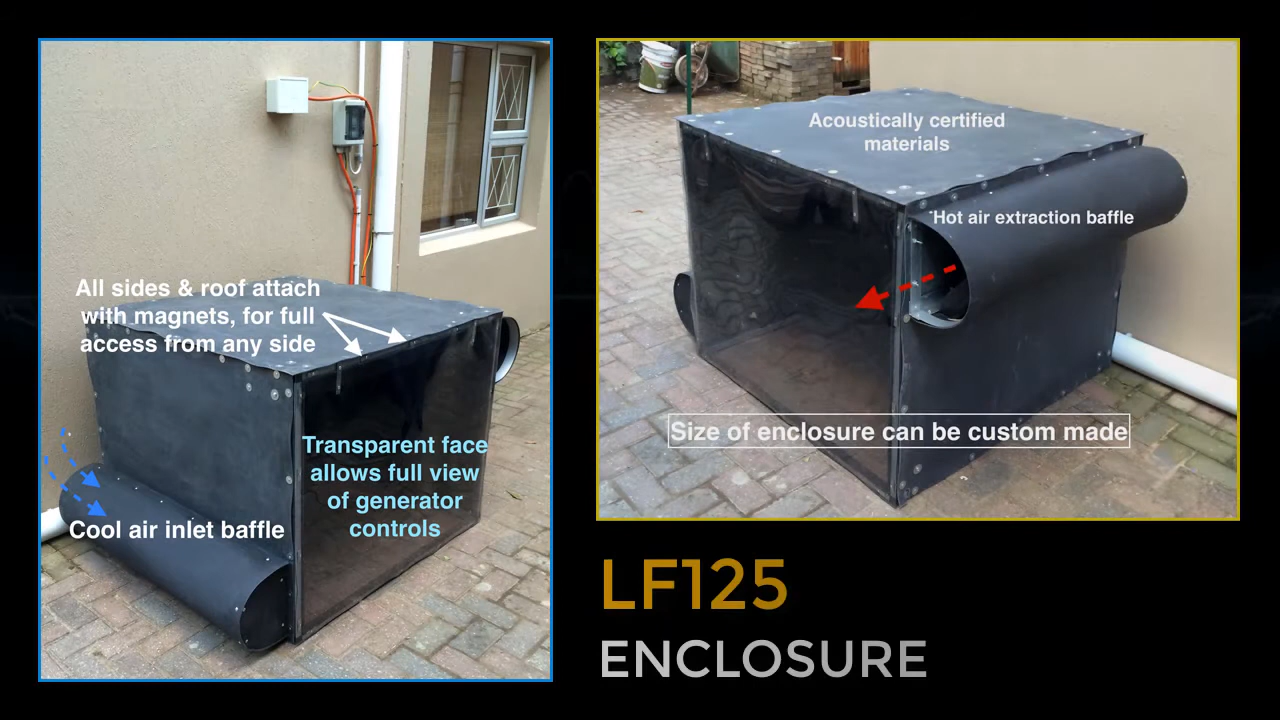 All sides & roof attach
with magnets, for full
access from any side
Transparent face
allows full view
of generator
controls
Cool air inlet baffle
Acoustically certified
materials
Hot air extraction baffle
Size of enclosure can be custom made
LF125
ENCLOSURE